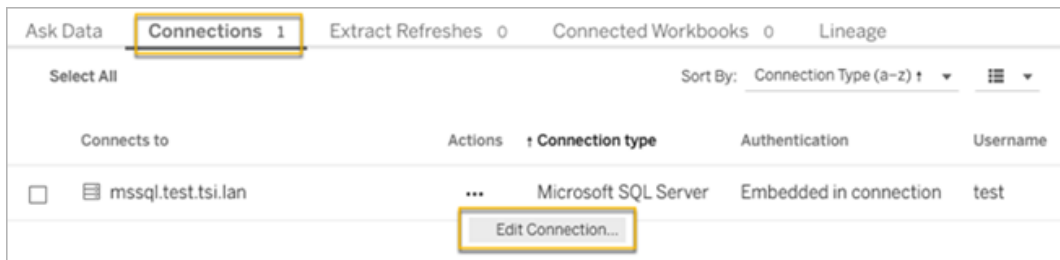 Ask Data Connections 1 Extract Refreshes 0 Connected Workbooks 0 Lineage
Select All Sort By: Connection Type (a–z) ↑
Connects to Actions ↑ Connection type Authentication Username
mssql.test.tsi.lan ... Microsoft SQL Server Embedded in connection test
Edit Connection...